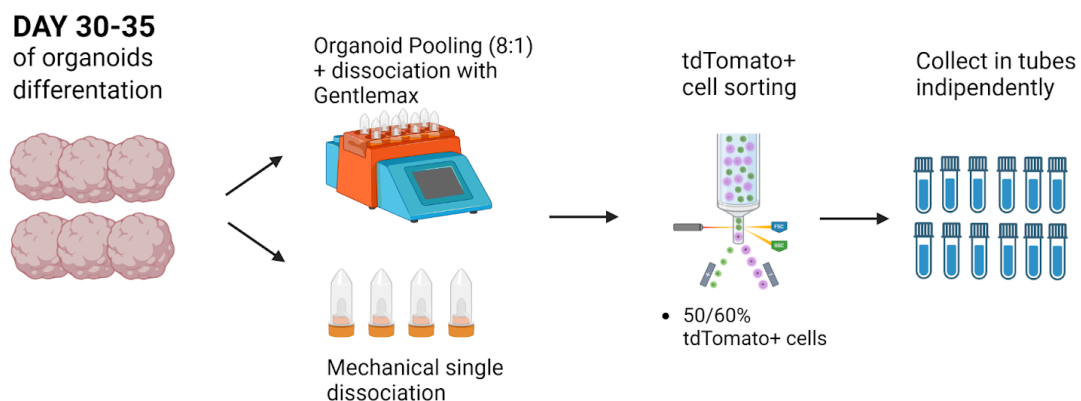 DAY 30-35
of organoids
differentation
Organoid Pooling (8:1)
+ dissociation with
Gentlemax
Mechanical single
dissociation
tdTomato+
cell sorting
FSC
SSC
+
-
• 50/60%
tdTomato+ cells
Collect in tubes
indipendently